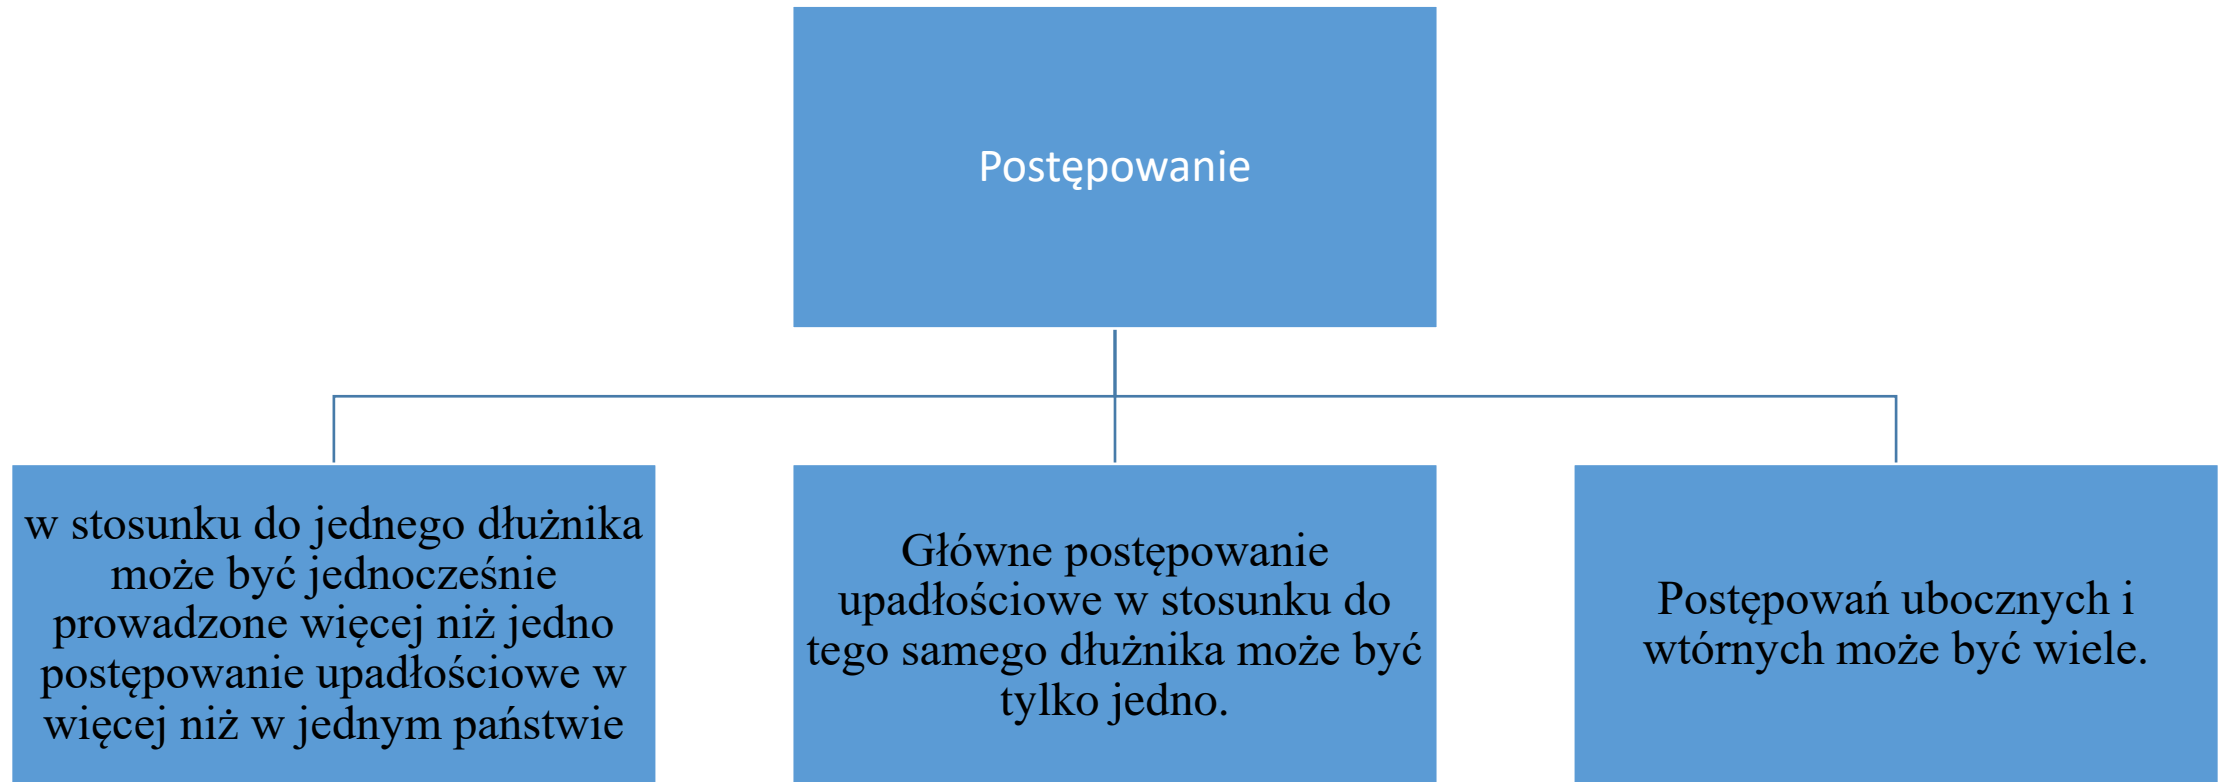 Postępowanie
w stosunku do jednego dłużnika
może być jednocześnie
prowadzone więcej niż jedno
postępowanie upadłościowe w
więcej niż w jednym państwie
Główne postępowanie
upadłościowe w stosunku do
tego samego dłużnika może być
tylko jedno.
Postępowań ubocznych i
wtórnych może być wiele.